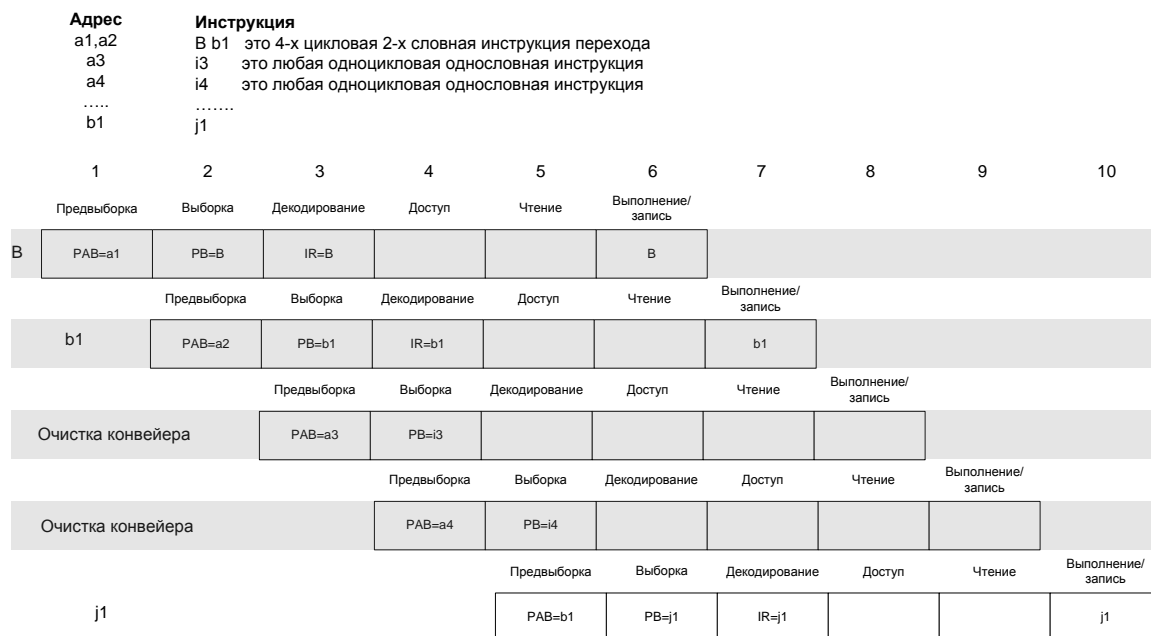 Адрес Инструкция
a1,a2 B b1 это 4-х цикловая 2-х словная инструкция перехода
a3 i3 это любая одноцикловая однословная инструкция
a4 i4 это любая одноцикловая однословная инструкция
..... .......
b1 j1
1 2 3 4 5 6 7 8 9 10
Предвыборка Выборка Декодирование Доступ Чтение Выполнение/
запись
B PAB=a1 PB=B IR=B B
Предвыборка Выборка Декодирование Доступ Чтение Выполнение/
запись
b1 PAB=a2 PB=b1 IR=b1 b1
Предвыборка Выборка Декодирование Доступ Чтение Выполнение/
запись
Очистка конвейера PAB=a3 PB=i3
Предвыборка Выборка Декодирование Доступ Чтение Выполнение/
запись
Очистка конвейера PAB=a4 PB=i4
Предвыборка Выборка Декодирование Доступ Чтение Выполнение/
запись
j1 PAB=b1 PB=j1 IR=j1 j1